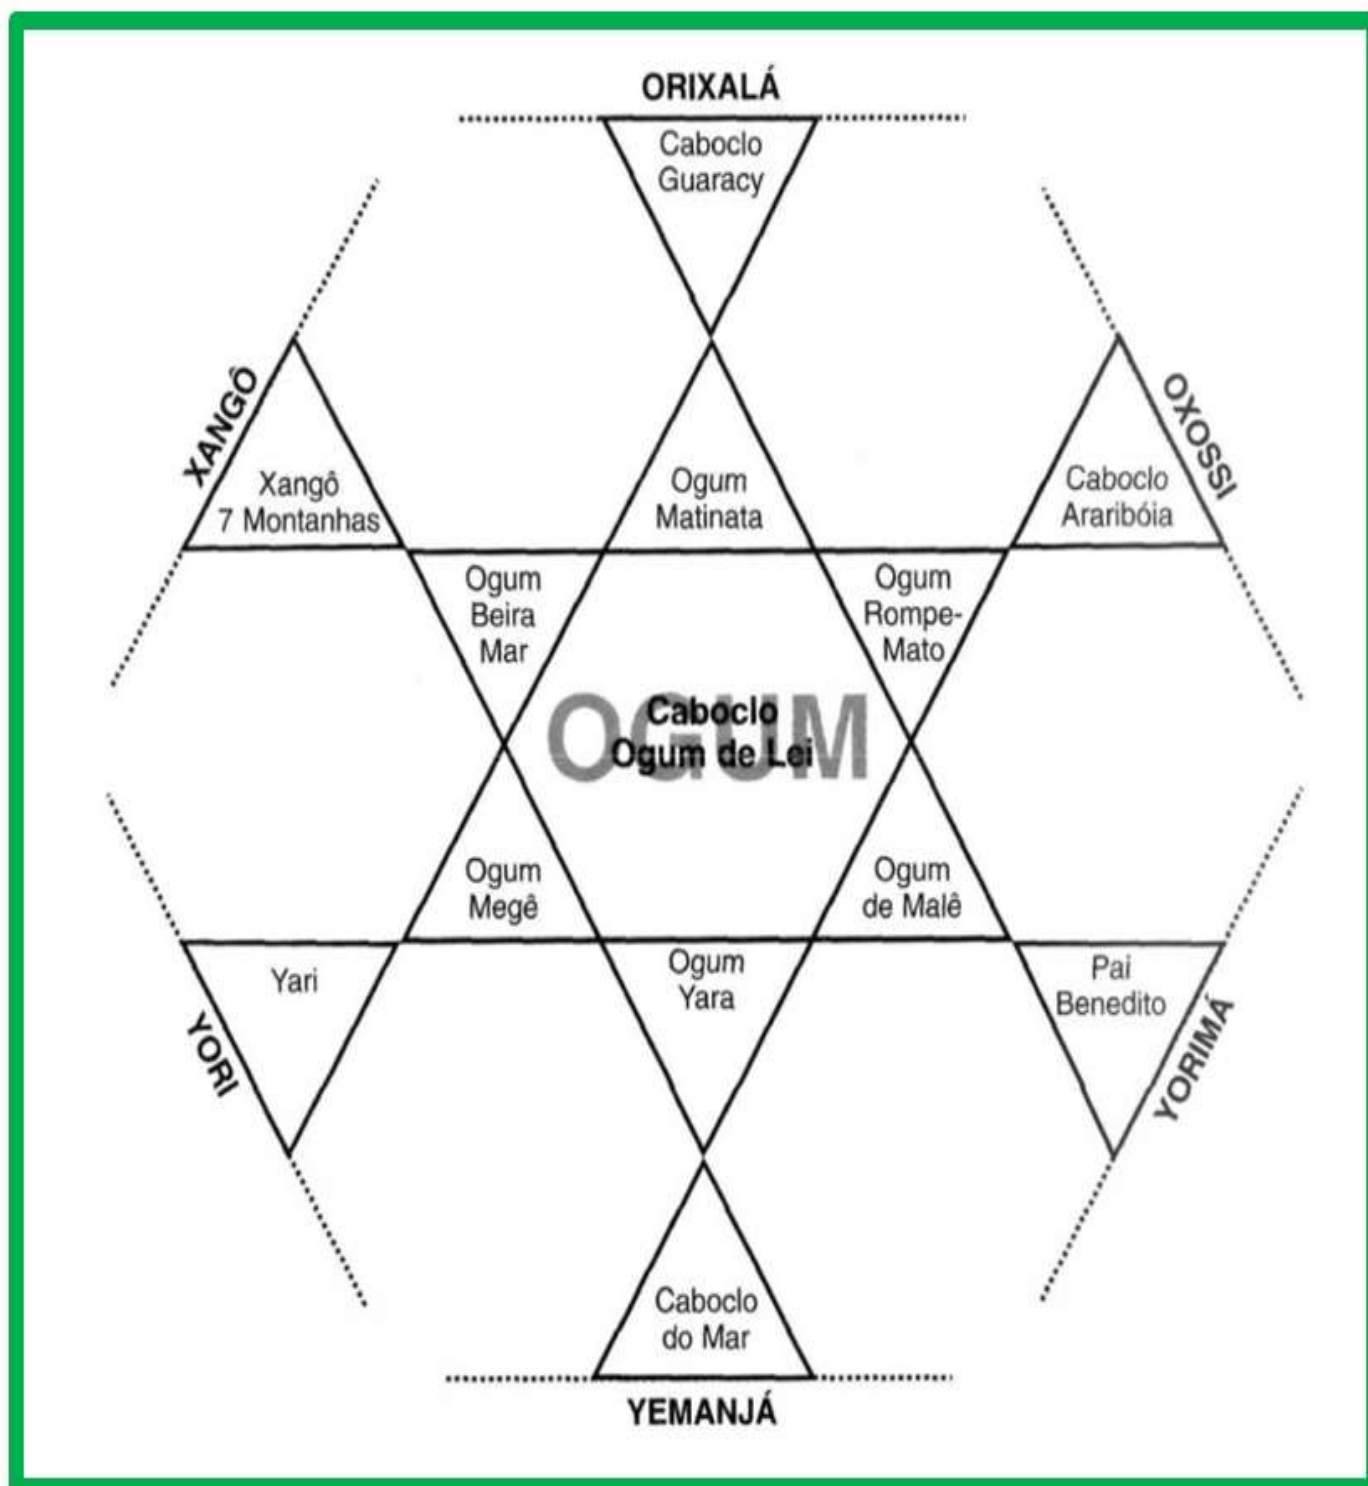 ORIXALÁ
Caboclo
Guaracy
XANGÔ
OXOSSI
Xangô
7 Montanhas
Ogum
Matinata
Caboclo
Araribóia
Ogum
Beira
Mar
Ogum
Rompe-
Mato
OGUM
Caboclo
Ogum de Lei
Ogum
Megê
Ogum
de Malê
Yari
Ogum
Yara
Pai
Benedito
YORI
YORIMÁ
Caboclo
do Mar
YEMANJÁ